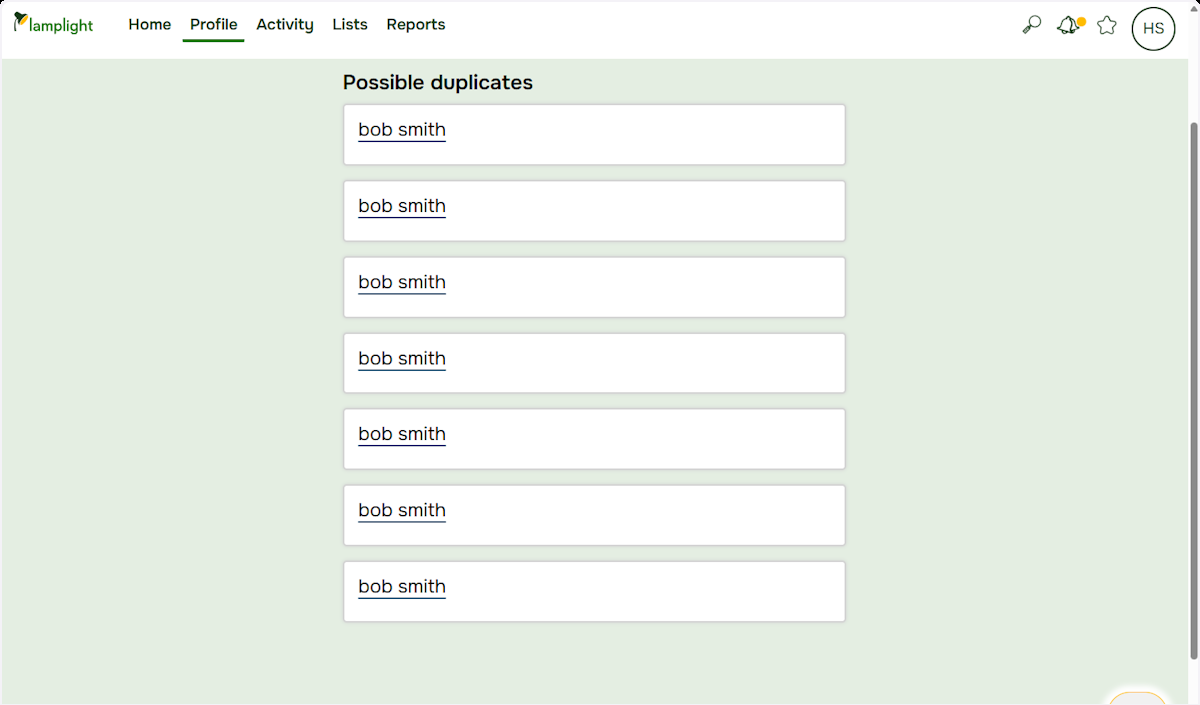 lamplight
Home Profile Activity Lists Reports
HS
Possible duplicates
bob smith
bob smith
bob smith
bob smith
bob smith
bob smith
bob smith